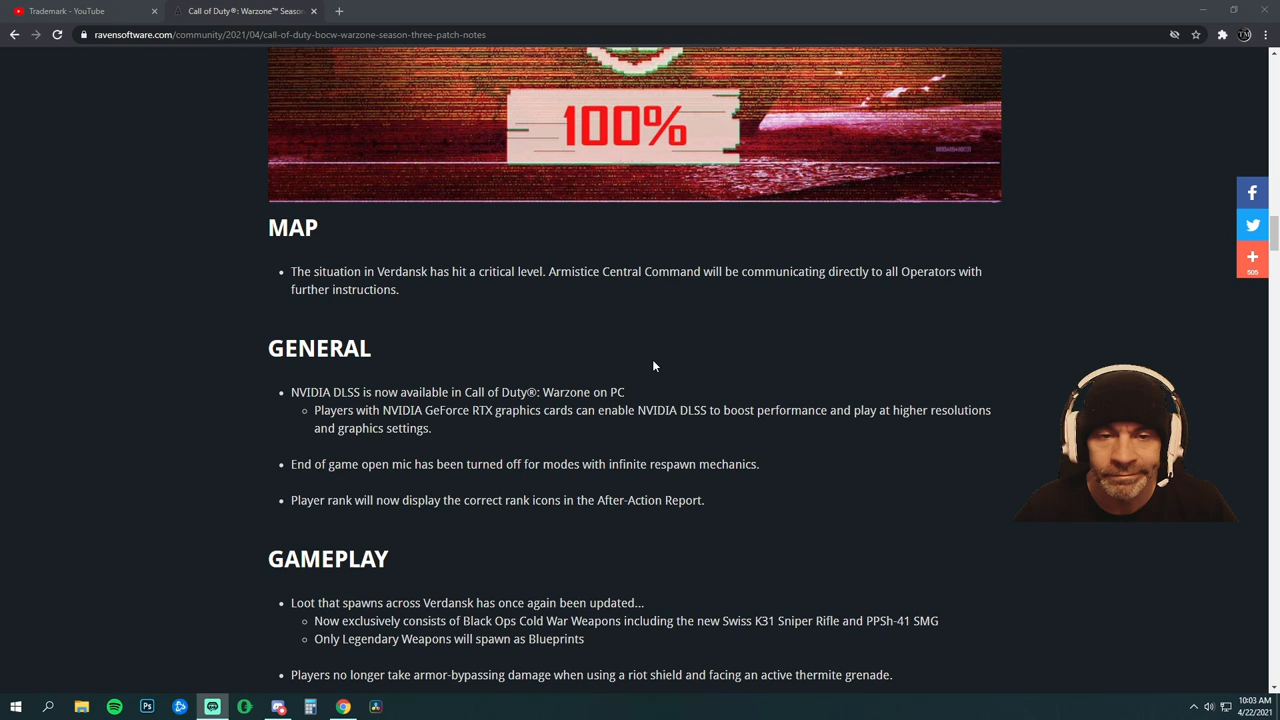 Trademark - YouTube
Call of Duty®: Warzone™ Seaso
ravensoftware.com/community/2021/04/call-of-duty-bocw-warzone-season-three-patch-notes
100%
MAP
• The situation in Verdansk has hit a critical level. Armistice Central Command will be communicating directly to all Operators with
further instructions.
505
GENERAL
• NVIDIA DLSS is now available in Call of Duty®: Warzone on PC
Players with NVIDIA GeForce RTX graphics cards can enable NVIDIA DLSS to boost performance and play at higher resolutions
and graphics settings.
• End of game open mic has been turned off for modes with infinite respawn mechanics.
• Player rank will now display the correct rank icons in the After-Action Report.
GAMEPLAY
• Loot that spawns across Verdansk has once again been updated...
Now exclusively consists of Black Ops Cold War Weapons including the new Swiss K31 Sniper Rifle and PPSh-41 SMG
Only Legendary Weapons will spawn as Blueprints
• Players no longer take armor-bypassing damage when using a riot shield and facing an active thermite grenade.
Ps
10:03 AM
4/22/2021